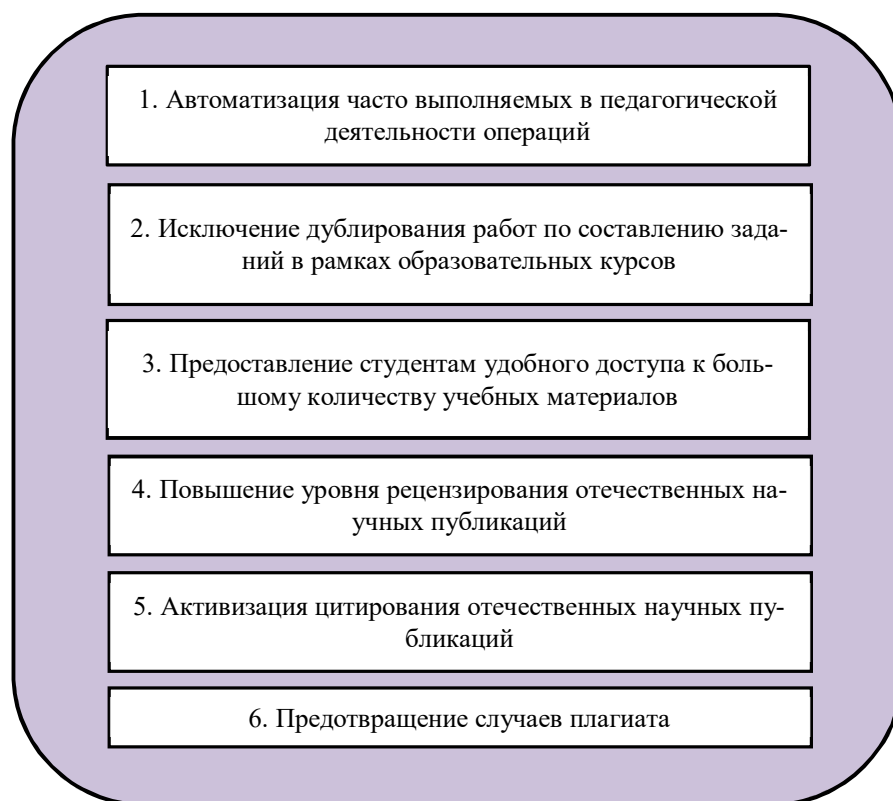 1. Автоматизация часто выполняемых в педагогической
деятельности операций
2. Исключение дублирования работ по составлению зада-
ний в рамках образовательных курсов
3. Предоставление студентам удобного доступа к боль-
шому количеству учебных материалов
4. Повышение уровня рецензирования отечественных на-
учных публикаций
5. Активизация цитирования отечественных научных пу-
бликаций
6. Предотвращение случаев плагиата